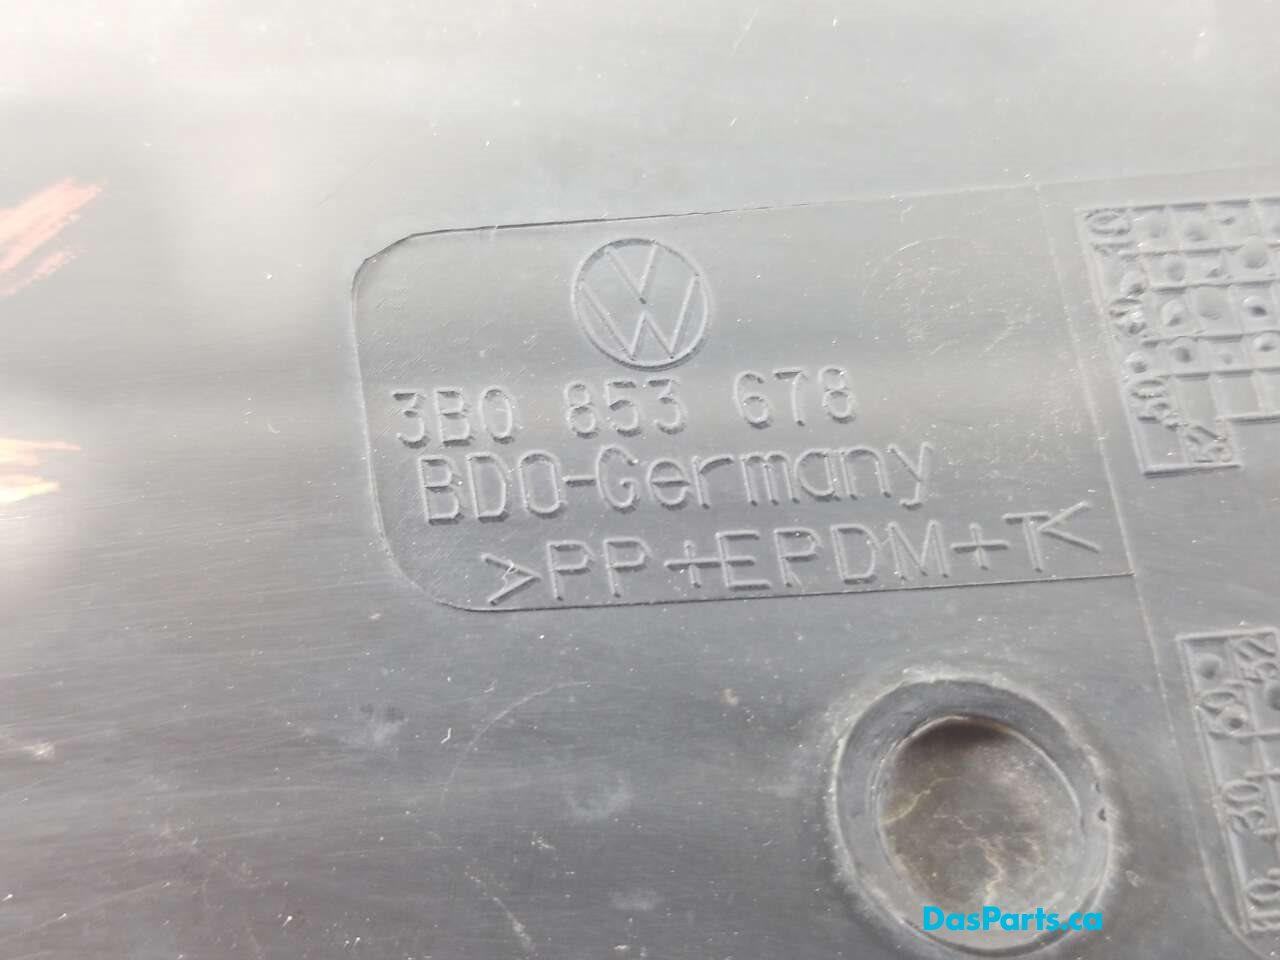 3B0 853 678
BDO-Germany
>PP+EPDM+T<
DasParts.ca